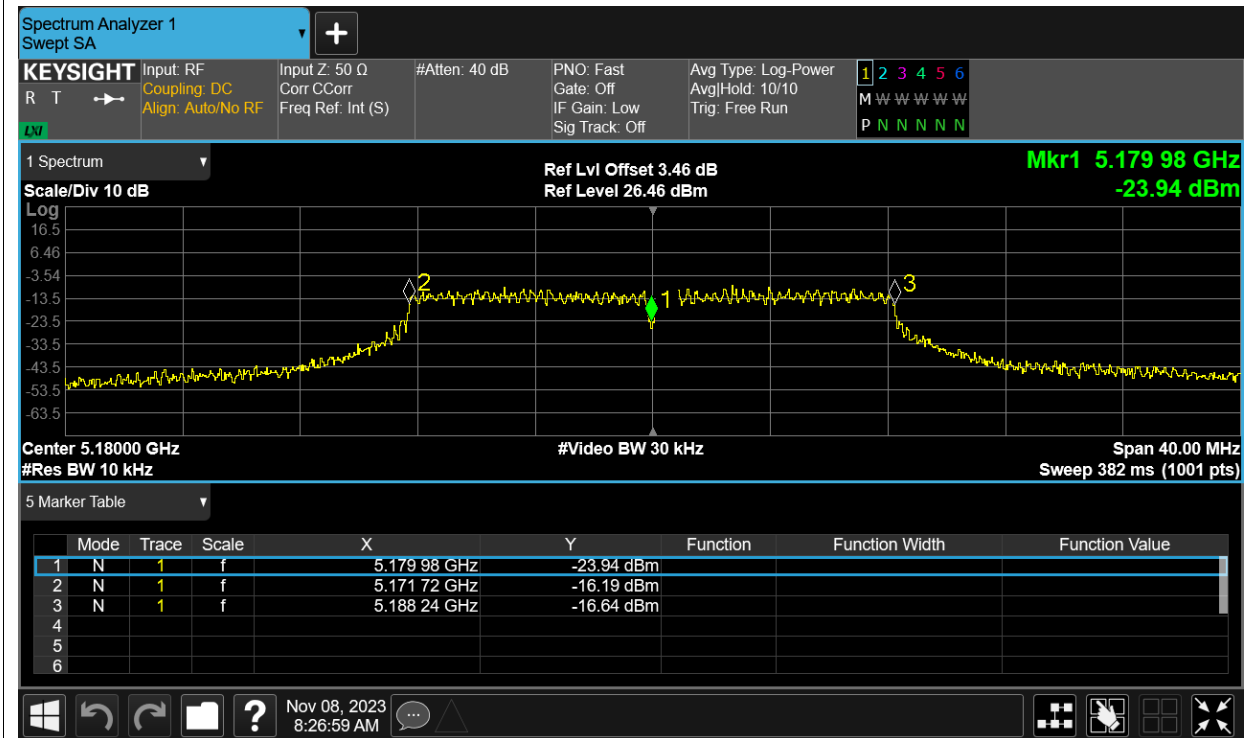 Spectrum Analyzer 1
Swept SA
+
KEYSIGHT
R T
LXI
Input: RF
Coupling: DC
Align: Auto/No RF
Input Z: 50 Ω
Corr CCorr
Freq Ref: Int (S)
#Atten: 40 dB
PNO: Fast
Gate: Off
IF Gain: Low
Sig Track: Off
Avg Type: Log-Power
Avg|Hold: 10/10
Trig: Free Run
1 2 3 4 5 6
M W W W W W
P N N N N N
1 Spectrum
Scale/Div 10 dB
Ref Lvl Offset 3.46 dB
Ref Level 26.46 dBm
Mkr1 5.179 98 GHz
-23.94 dBm
Log
16.5
6.46
-3.54
-13.5
-23.5
-33.5
-43.5
-53.5
-63.5
2
1
3
Center 5.18000 GHz
#Video BW 30 kHz
Span 40.00 MHz
#Res BW 10 kHz
Sweep 382 ms (1001 pts)
5 Marker Table
Mode Trace Scale X Y Function Function Width Function Value
1 N 1 f 5.179 98 GHz -23.94 dBm
2 N 1 f 5.171 72 GHz -16.19 dBm
3 N 1 f 5.188 24 GHz -16.64 dBm
4
5
6
?
Nov 08, 2023
8:26:59 AM